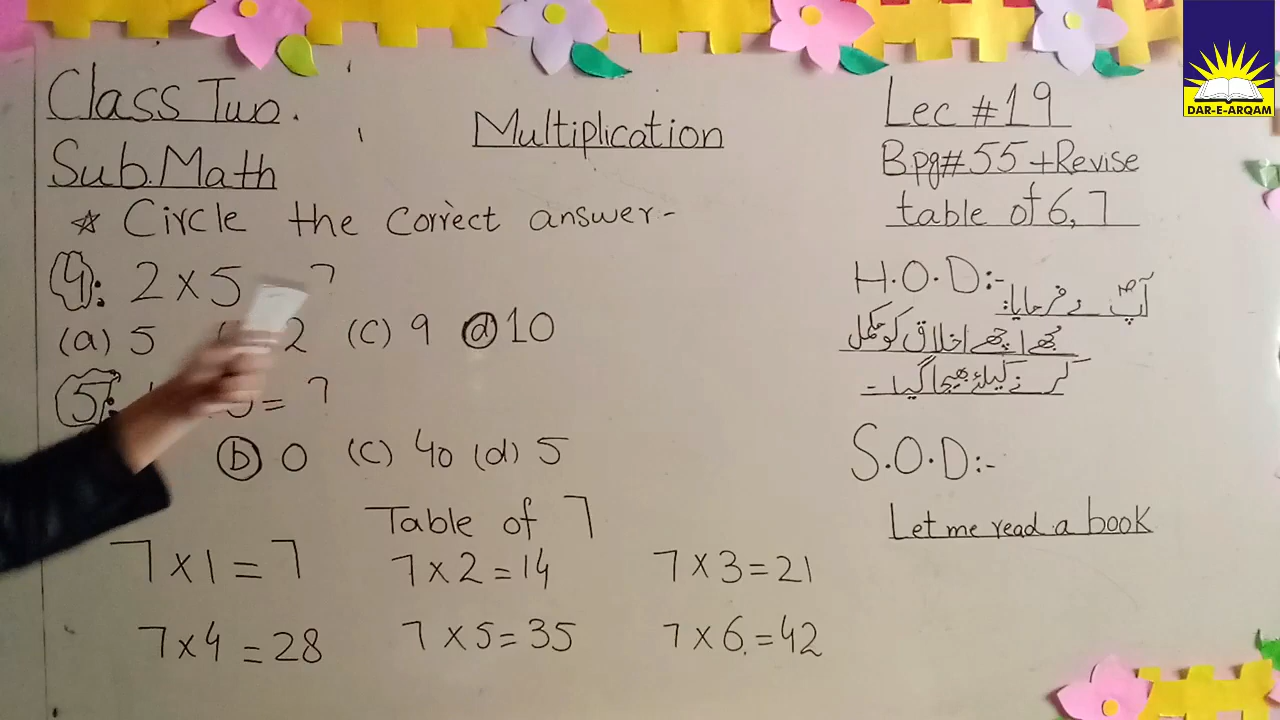 Class Two.
Sub.Math
Multiplication
Lec #19
B.pg#55 +Revise
table of 6, 7
☆ Circle the correct answer-
4: 2 × 5 ?
(a) 5 2 (C) 9 (d) 10
5: = ?
(b) 0 (C) 40 (d) 5
Table of 7
7 × 1 = 7 7 × 2 = 14 7 × 3 = 21
7 × 4 = 28 7 × 5 = 35 7 × 6 = 42
H.O.D:-
آپ ؐ نے فرمایا:
مجھے اچھے اخلاق کو مکمل
کرنے کیلئے بھیجا گیا۔
S.O.D:-
Let me read a book
DAR-E-ARQAM